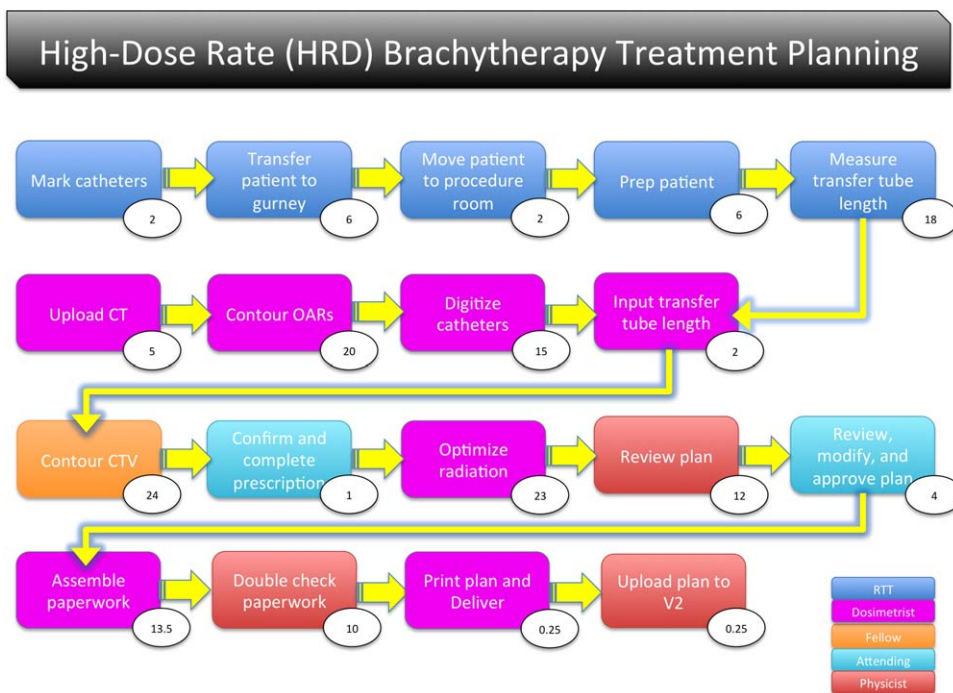 High-Dose Rate (HRD) Brachytherapy Treatment Planning
Mark catheters
2
Transfer
patient to
gurney
6
Move patient
to procedure
room
2
Prep patient
6
Measure
transfer tube
length
18
Upload CT
5
Contour OARs
20
Digitize
catheters
15
Input transfer
tube length
2
Contour CTV
24
Confirm and
complete
prescription
1
Optimize
radiation
23
Review plan
12
Review,
modify, and
approve plan
4
Assemble
paperwork
13.5
Double check
paperwork
10
Print plan and
Deliver
0.25
Upload plan to
V2
0.25
RTT
Dosimetrist
Fellow
Attending
Physicist